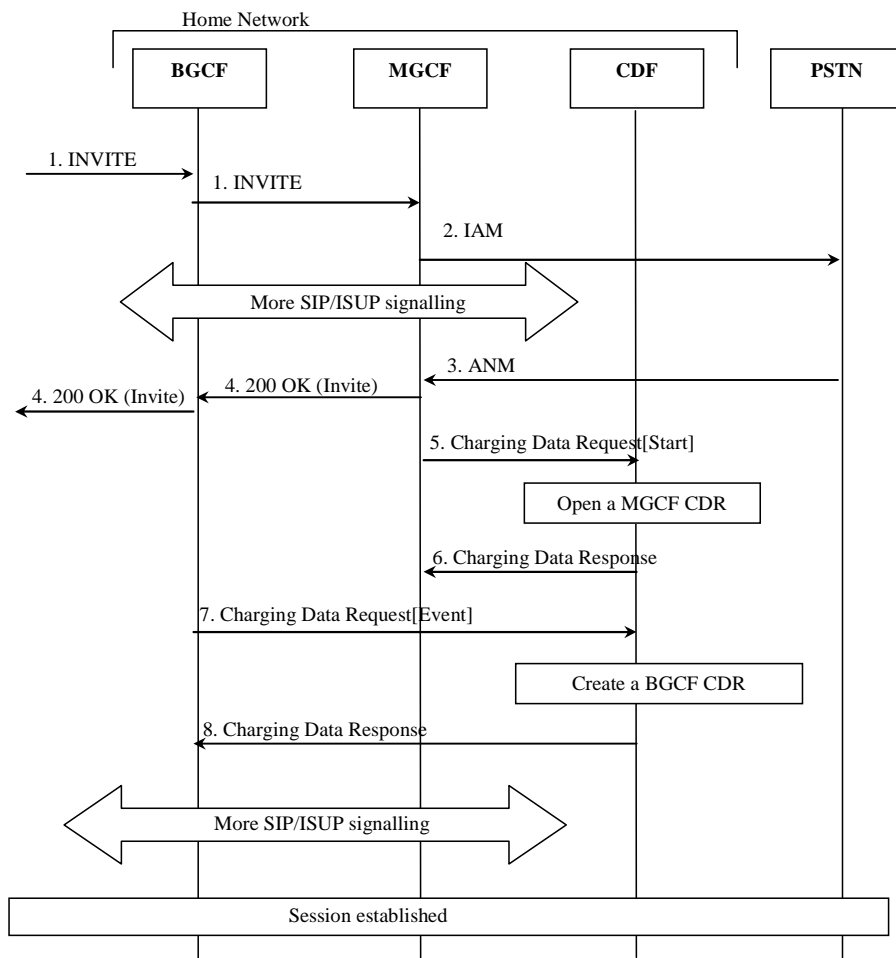 Home Network
BGCF
MGCF
CDF
PSTN
1. INVITE
1. INVITE
2. IAM
More SIP/ISUP signalling
3. ANM
4. 200 OK (Invite)
4. 200 OK (Invite)
5. Charging Data Request[Start]
Open a MGCF CDR
6. Charging Data Response
7. Charging Data Request[Event]
Create a BGCF CDR
8. Charging Data Response
More SIP/ISUP signalling
Session established